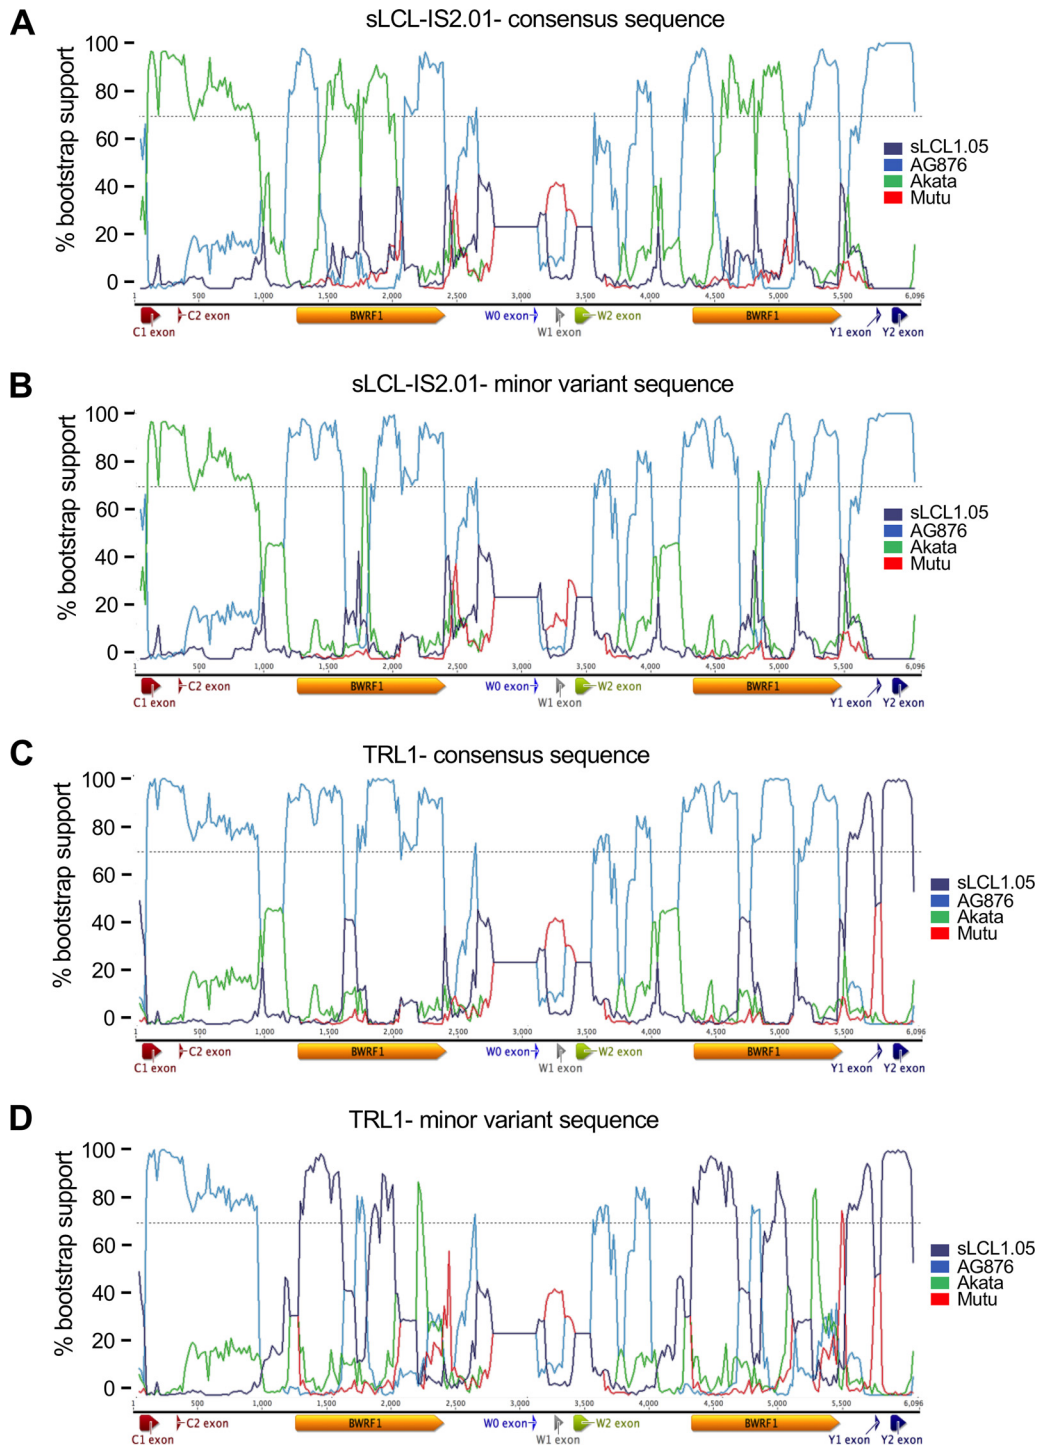 A
sLCL-IS2.01- consensus sequence
% bootstrap support
100
80
60
40
20
0
sLCL1.05
AG876
Akata
Mutu
1 500 1,000 1,500 2,000 2,500 3,000 3,500 4,000 4,500 5,000 5,500 6,096
C1 exon
C2 exon
BWRF1
W0 exon
W1 exon
W2 exon
BWRF1
Y1 exon
Y2 exon
B
sLCL-IS2.01- minor variant sequence
% bootstrap support
100
80
60
40
20
0
sLCL1.05
AG876
Akata
Mutu
1 500 1,000 1,500 2,000 2,500 3,000 3,500 4,000 4,500 5,000 5,500 6,096
C1 exon
C2 exon
BWRF1
W0 exon
W1 exon
W2 exon
BWRF1
Y1 exon
Y2 exon
C
TRL1- consensus sequence
% bootstrap support
100
80
60
40
20
0
sLCL1.05
AG876
Akata
Mutu
1 500 1,000 1,500 2,000 2,500 3,000 3,500 4,000 4,500 5,000 5,500 6,096
C1 exon
C2 exon
BWRF1
W0 exon
W1 exon
W2 exon
BWRF1
Y1 exon
Y2 exon
D
TRL1- minor variant sequence
% bootstrap support
100
80
60
40
20
0
sLCL1.05
AG876
Akata
Mutu
1 500 1,000 1,500 2,000 2,500 3,000 3,500 4,000 4,500 5,000 5,500 6,096
C1 exon
C2 exon
BWRF1
W0 exon
W1 exon
W2 exon
BWRF1
Y1 exon
Y2 exon